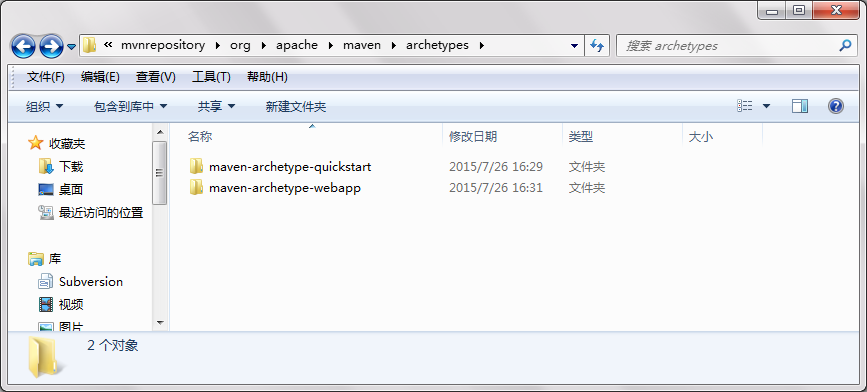 « mvnrepository org apache maven archetypes
搜索 archetypes
文件(F) 编辑(E) 查看(V) 工具(T) 帮助(H)
组织 包含到库中 共享 新建文件夹
名称 修改日期 类型 大小
收藏夹
下载
桌面
最近访问的位置
库
Subversion
视频
图片
maven-archetype-quickstart 2015/7/26 16:29 文件夹
maven-archetype-webapp 2015/7/26 16:31 文件夹
2 个对象